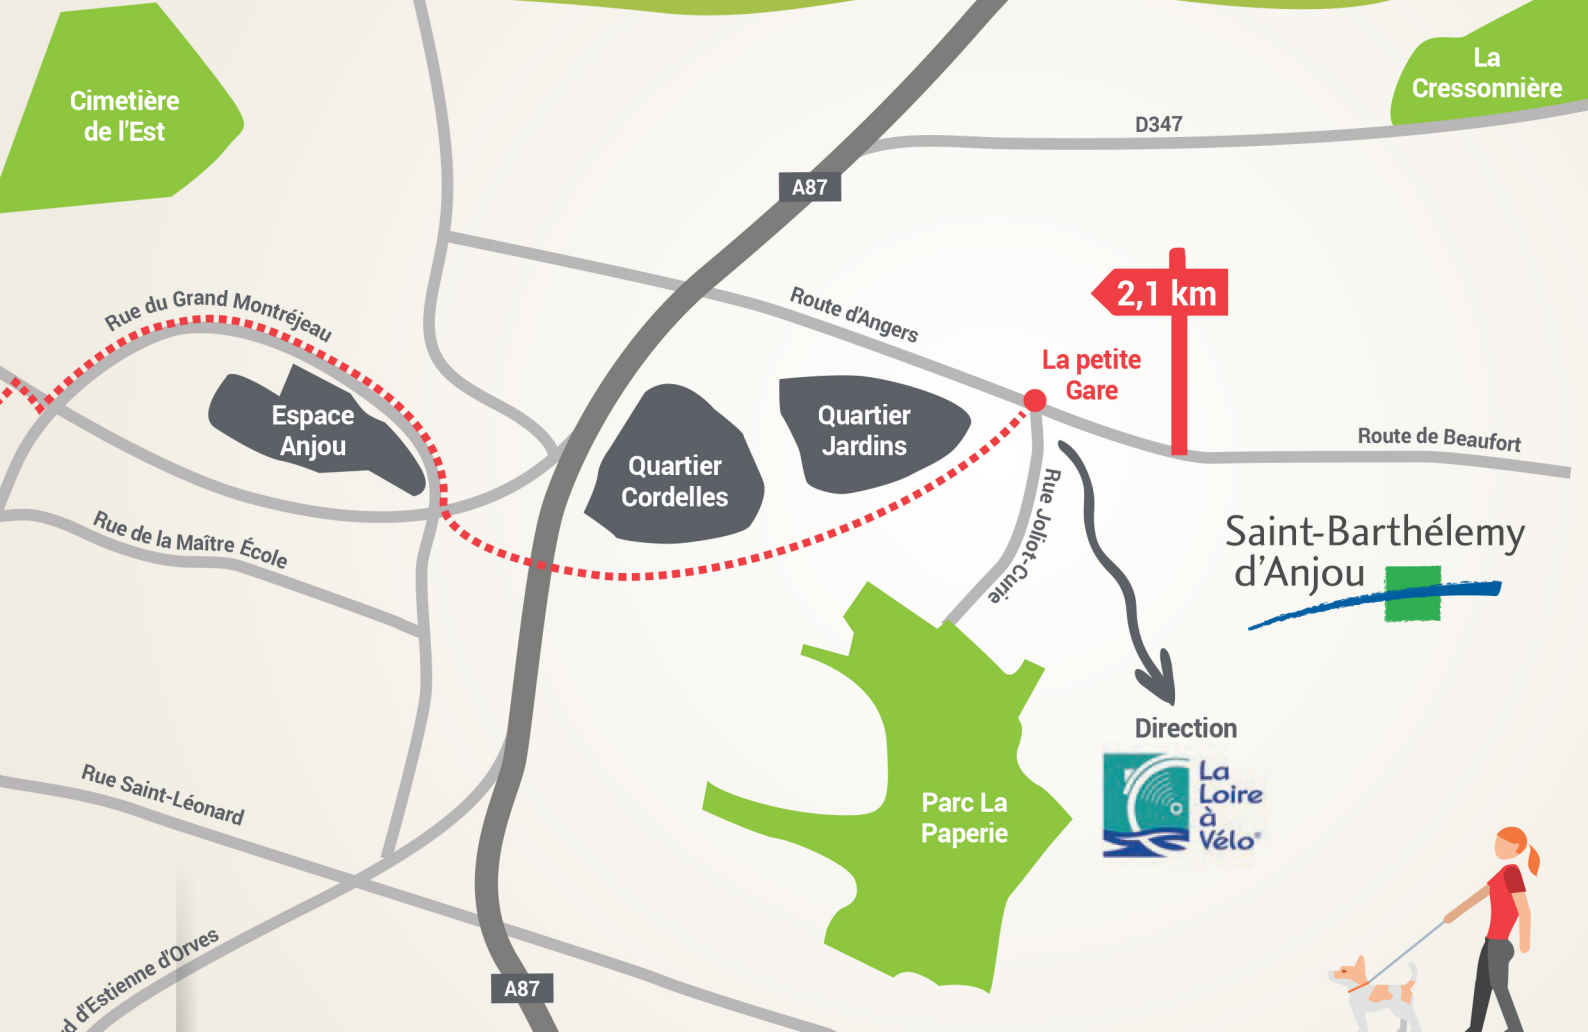 La
Cressonnière
Cimetière
de l'Est
D347
A87
2,1 km
Rue du Grand Montréjeau
Route d'Angers
La petite
Gare
Espace
Anjou
Quartier
Jardins
Quartier
Cordelles
Route de Beaufort
Rue Joliot-Curie
Rue de la Maître École
Saint-Barthélemy
d'Anjou
Direction
La
Loire
à
Vélo®
Rue Saint-Léonard
Parc La
Paperie
d'Estienne d'Orves
A87